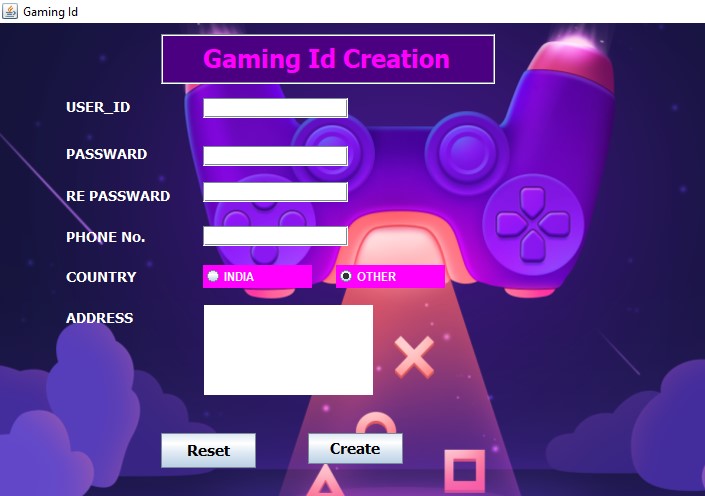 Gaming Id
Gaming Id Creation
USER_ID
PASSWARD
RE PASSWARD
PHONE No.
COUNTRY
INDIA
OTHER
ADDRESS
Reset
Create